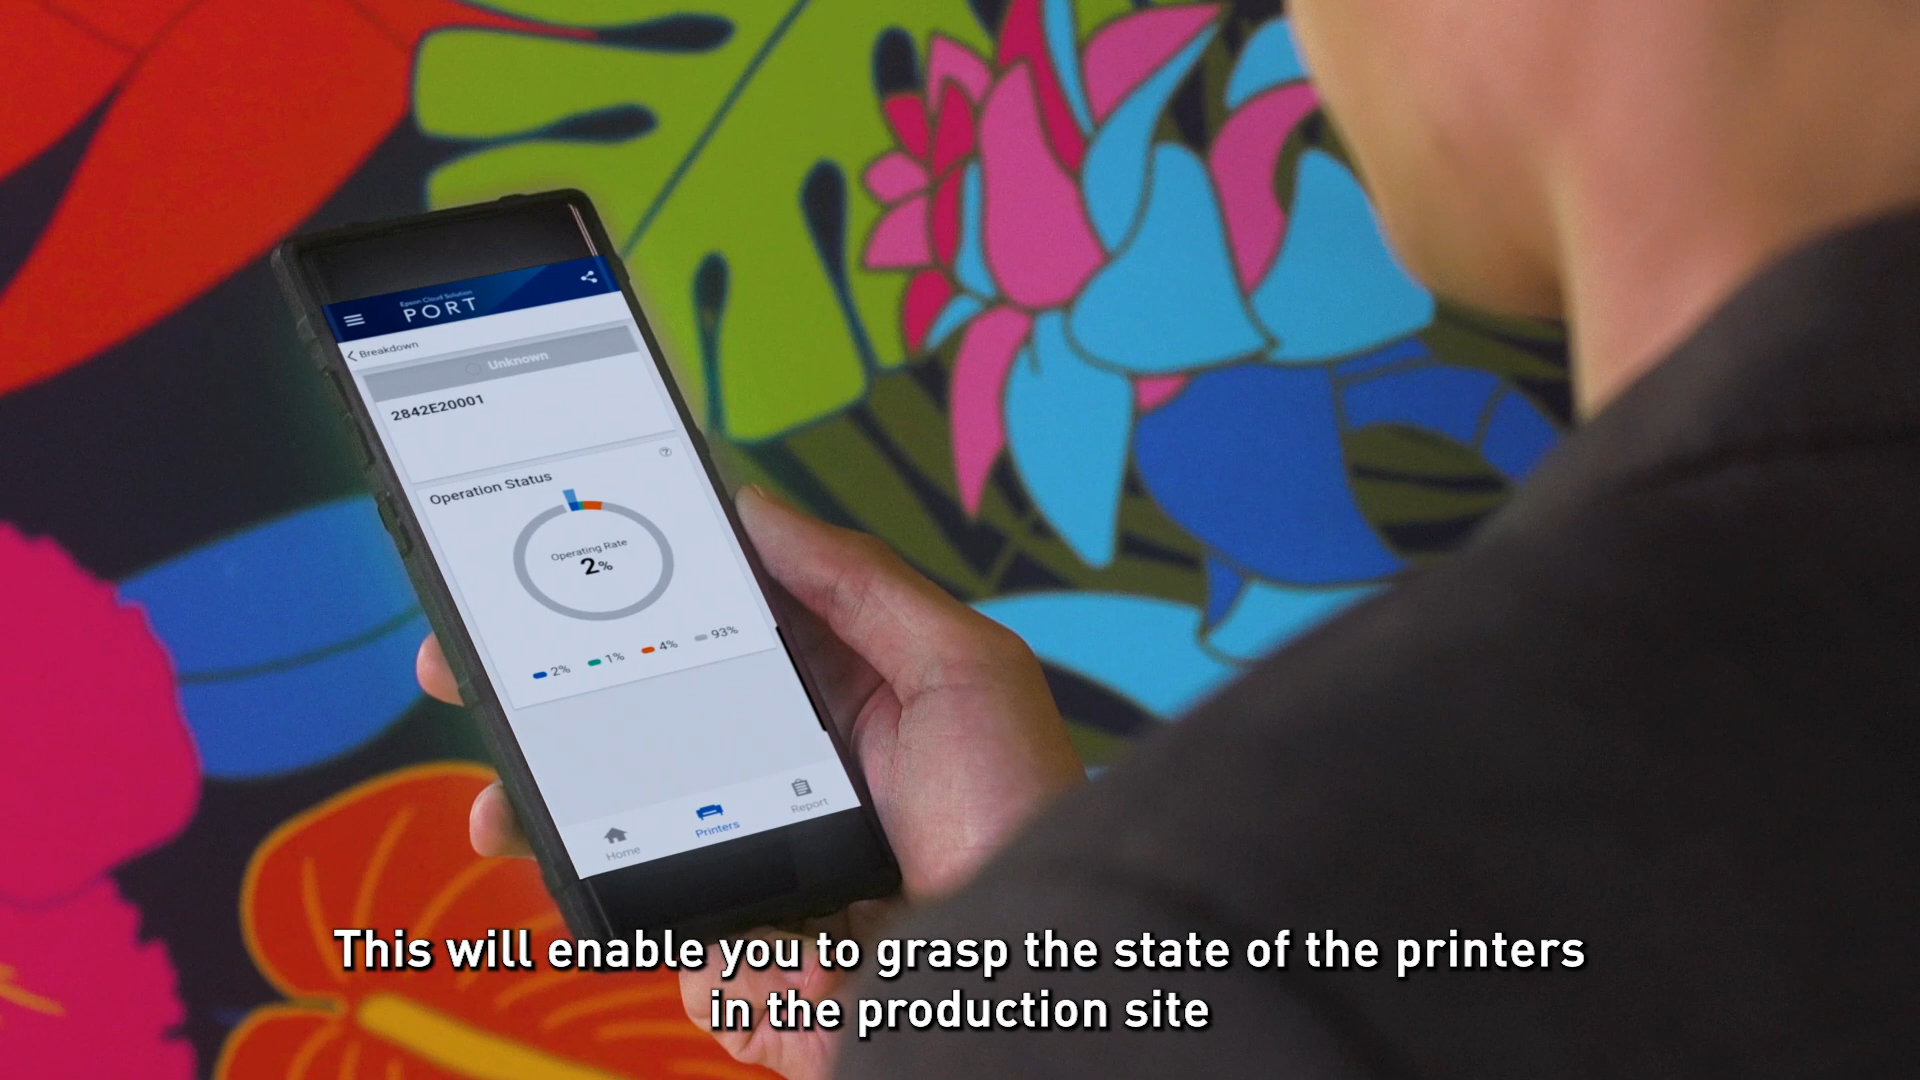 Epson Cloud Solution
PORT
Breakdown
Unknown
2842E20001
Operation Status
Operating Rate
2%
2% 1% 4% 93%
Home Printers Report
This will enable you to grasp the state of the printers
in the production site